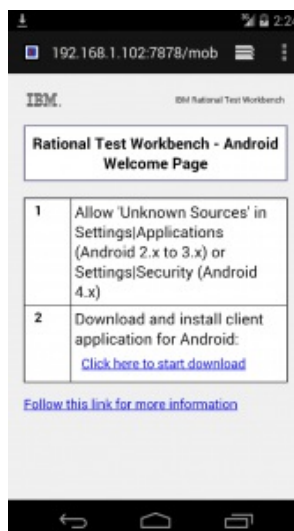 2:24
192.168.1.102:7878/mob
IBM.
IBM Rational Test Workbench
Rational Test Workbench - Android
Welcome Page
1
Allow 'Unknown Sources' in
Settings|Applications
(Android 2.x to 3.x) or
Settings|Security (Android
4.x)
2
Download and install client
application for Android:
Click here to start download
Follow this link for more information